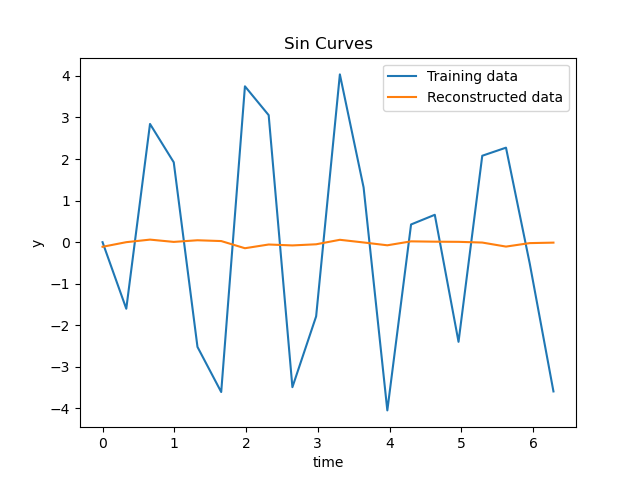 Sin Curves
Training data
Reconstructed data
4
3
2
1
0
−1
−2
−3
−4
y
0 1 2 3 4 5 6
time